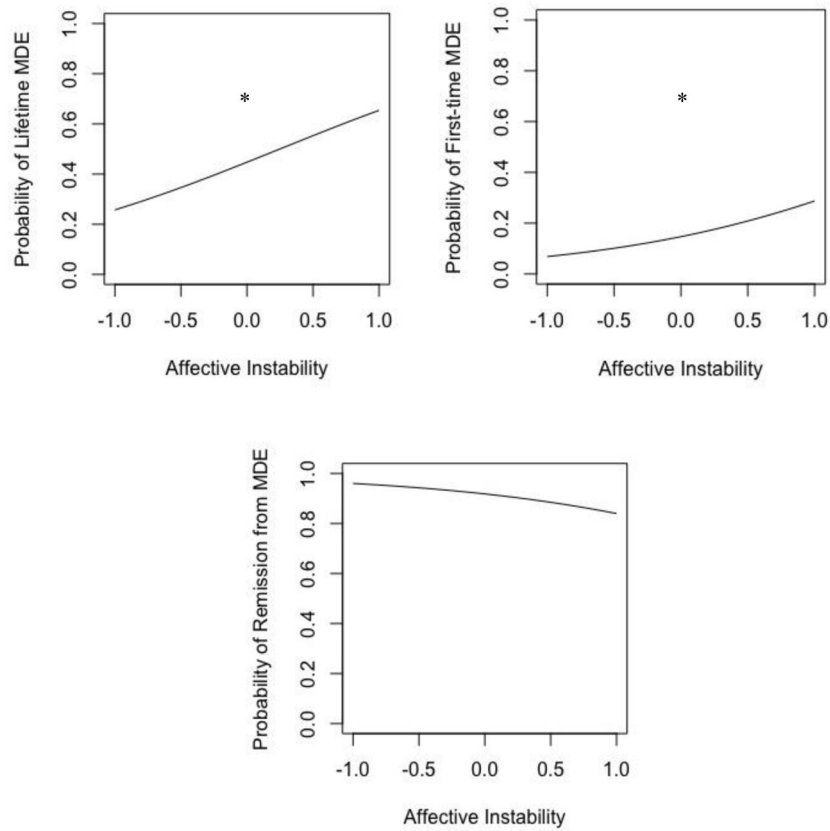 Probability of Lifetime MDE
1.0
0.8
0.6
0.4
0.2
0.0
*
-1.0 -0.5 0.0 0.5 1.0
Affective Instability
Probability of First-time MDE
1.0
0.8
0.6
0.4
0.2
0.0
*
-1.0 -0.5 0.0 0.5 1.0
Affective Instability
Probability of Remission from MDE
1.0
0.8
0.6
0.4
0.2
0.0
-1.0 -0.5 0.0 0.5 1.0
Affective Instability